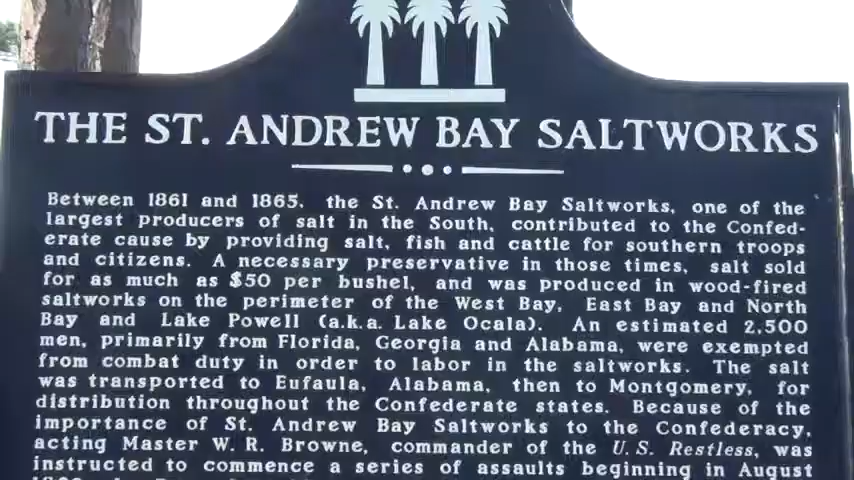 THE ST. ANDREW BAY SALTWORKS
Between 1861 and 1865, the St. Andrew Bay Saltworks, one of the
largest producers of salt in the South, contributed to the Confed-
erate cause by providing salt, fish and cattle for southern troops
and citizens. A necessary preservative in those times, salt sold
for as much as $50 per bushel, and was produced in wood-fired
saltworks on the perimeter of the West Bay, East Bay and North
Bay and Lake Powell (a.k.a. Lake Ocala). An estimated 2,500
men, primarily from Florida, Georgia and Alabama, were exempted
from combat duty in order to labor in the saltworks. The salt
was transported to Eufaula, Alabama, then to Montgomery, for
distribution throughout the Confederate states. Because of the
importance of St. Andrew Bay Saltworks to the Confederacy,
acting Master W. R. Browne, commander of the U.S. Restless, was
instructed to commence a series of assaults beginning in August